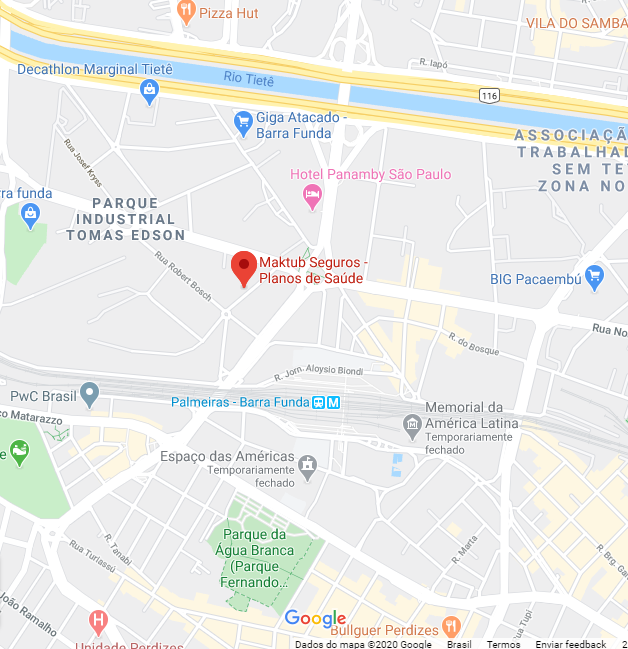 Pizza Hut
VILA DO SAMBA
R. Iapó
Decathlon Marginal Tietê
Rio Tietê
116
Giga Atacado -
Barra Funda
ASSOCIAÇÃ
TRABALHAD
SEM TE
ZONA NO
Rua Josef Kryss
Hotel Panamby São Paulo
rra funda
PARQUE
INDUSTRIAL
TOMAS EDSON
Maktub Seguros -
Planos de Saúde
Rua Robert Bosch
BIG Pacaembú
Rua No
R. do Bosque
R. Jorn. Aloysio Biondi
PwC Brasil
Palmeiras - Barra Funda
M
co Matarazzo
Memorial da
América Latina
Temporariamente
fechado
e
Espaço das Américas
Temporariamente
fechado
Parque da
Água Branca
(Parque
Fernando...
Rua Turiassú
R. Tanabi
R. Marta
R. Brg. Ga
João Ramalho
Rua Tupi
H
Unidade Perdizes
Google
Bullguer Perdizes
Dados do mapa ©2020 Google
Brasil
Termos
Enviar feedback
2